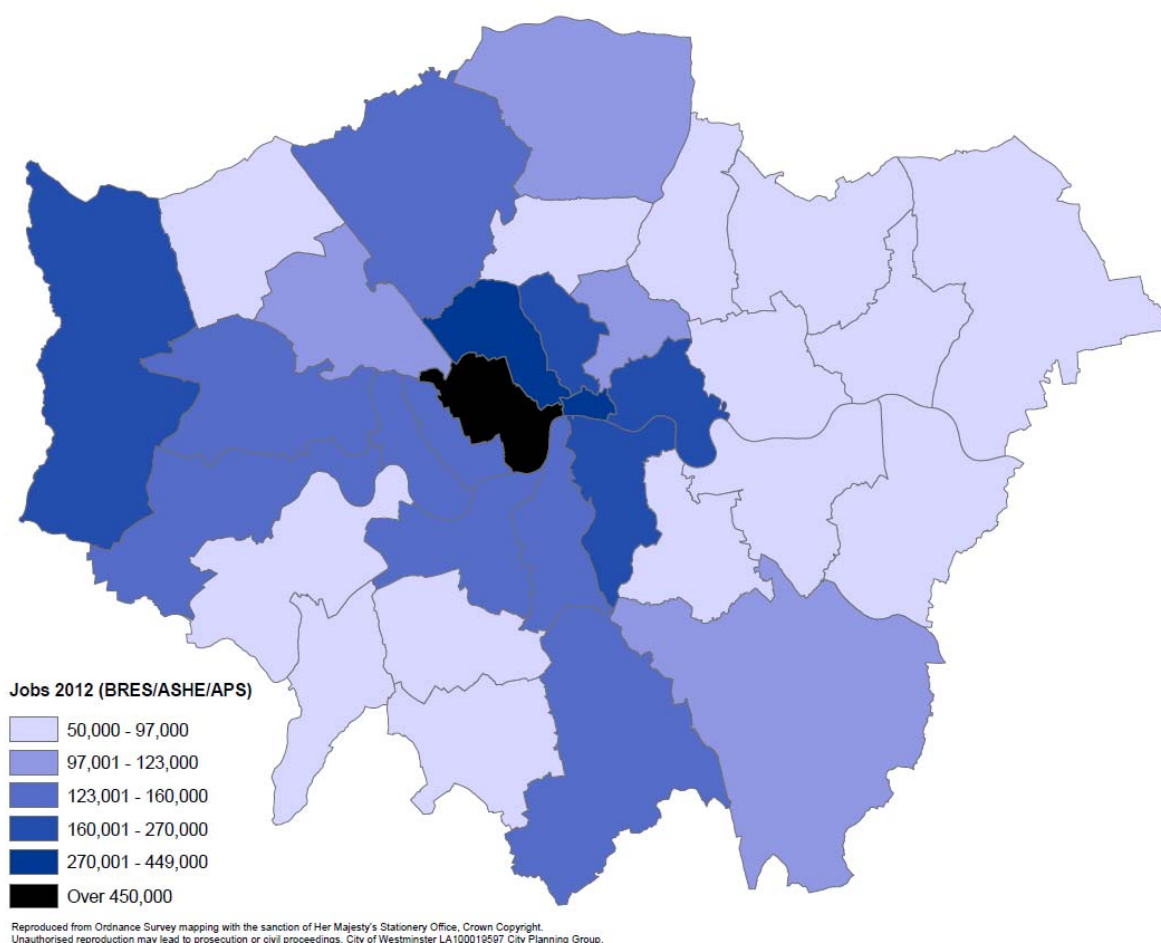 Jobs 2012 (BRES/ASHE/APS)
50,000 - 97,000
97,001 - 123,000
123,001 - 160,000
160,001 - 270,000
270,001 - 449,000
Over 450,000
Reproduced from Ordnance Survey mapping with the sanction of Her Majesty's Stationery Office, Crown Copyright.
Unauthorised reproduction may lead to prosecution or civil proceedings. City of Westminster LA100019597 City Planning Group.